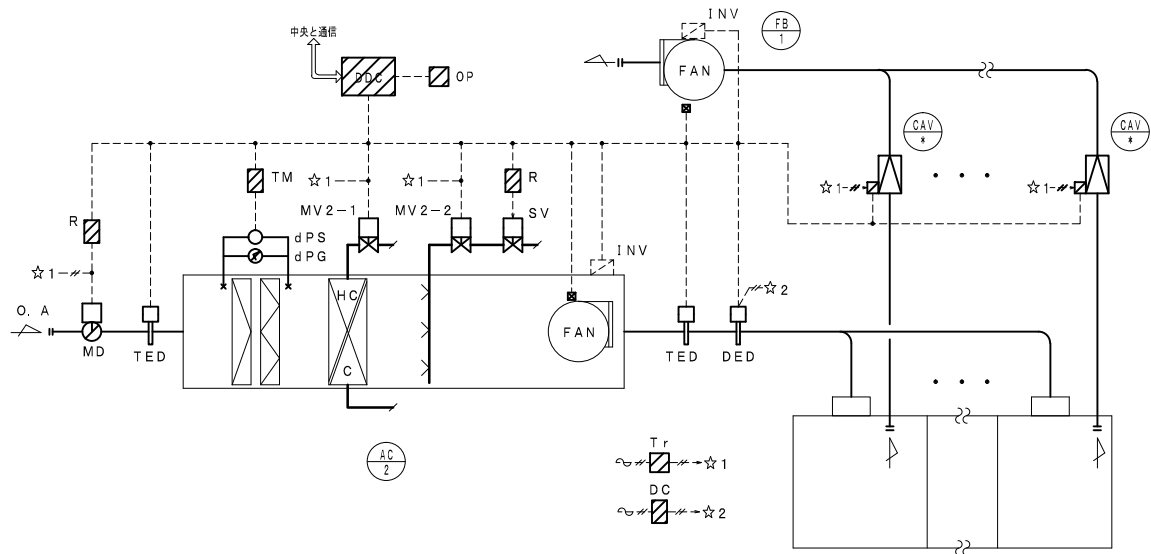 INV
FB
1
中央と通信
DDC
OP
FAN
CAV
*
CAV
*
TM
☆1
☆1
R
☆1
☆1
MV2-1
MV2-2
SV
R
dPS
dPG
INV
☆1
☆2
O. A
HC
FAN
MD
TED
TED
DED
C
AC
2
Tr
☆1
DC
☆2